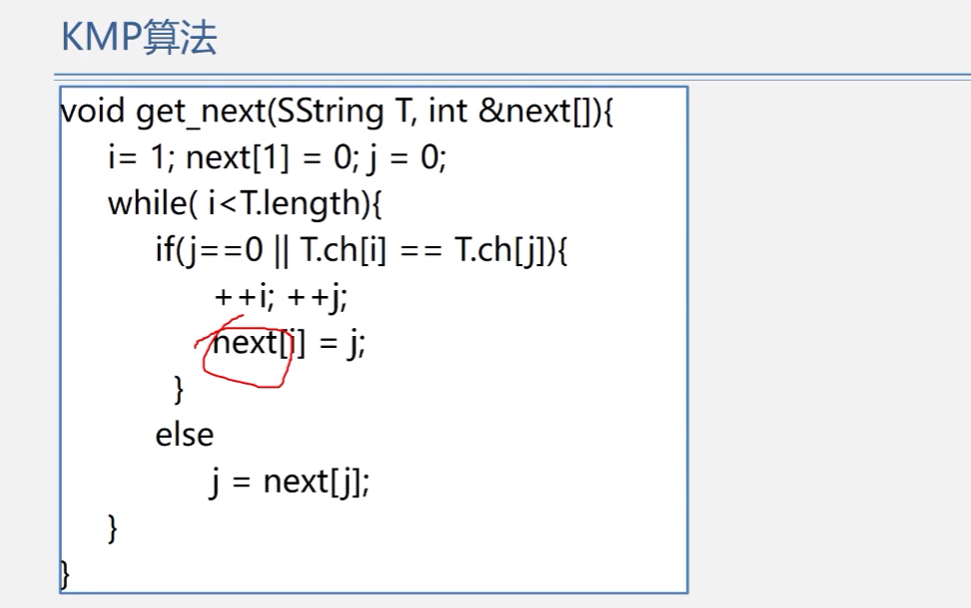 KMP算法
void get_next(SString T, int &next[]){
i= 1; next[1] = 0; j = 0;
while( i<T.length){
if(j==0 || T.ch[i] == T.ch[j]){
++i; ++j;
next[i] = j;
}
else
j = next[j];
}
}